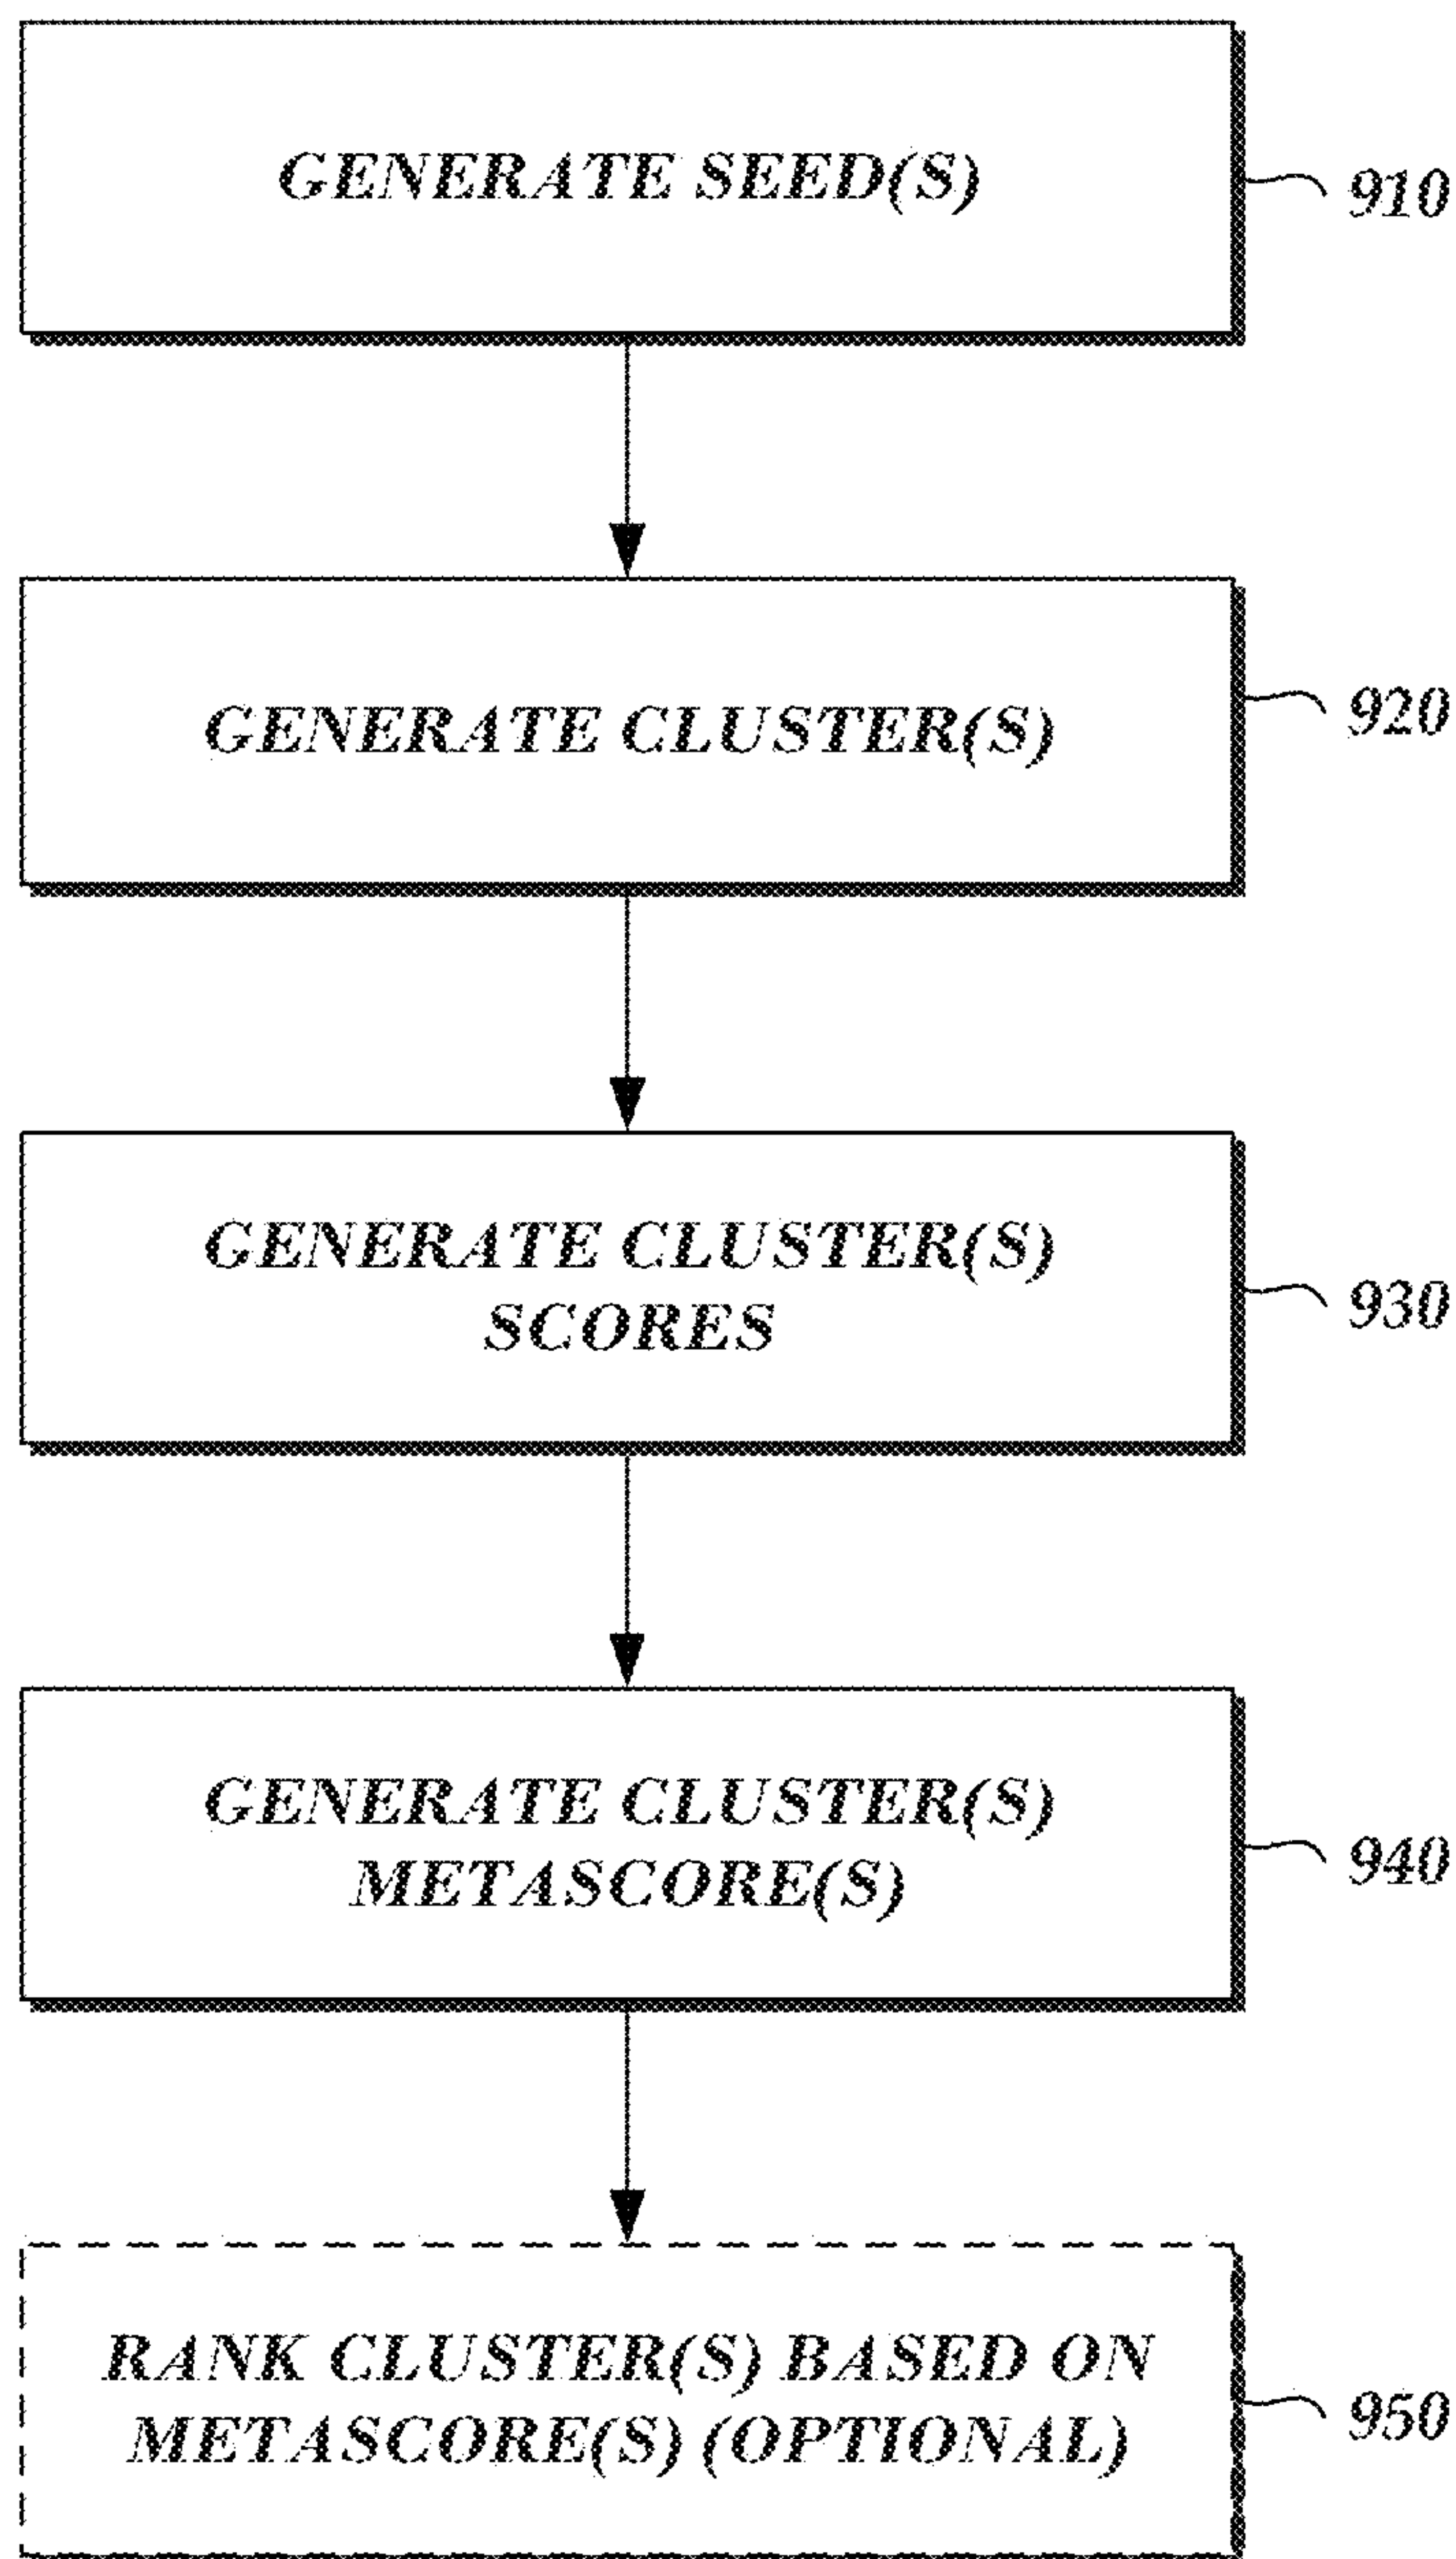 GENERATE SEED(S)
910
GENERATE CLUSTER(S)
920
GENERATE CLUSTER(S)
SCORES
930
GENERATE CLUSTER(S)
METASCORE(S)
940
RANK CLUSTER(S) BASED ON
METASCORE(S) (OPTIONAL)
950